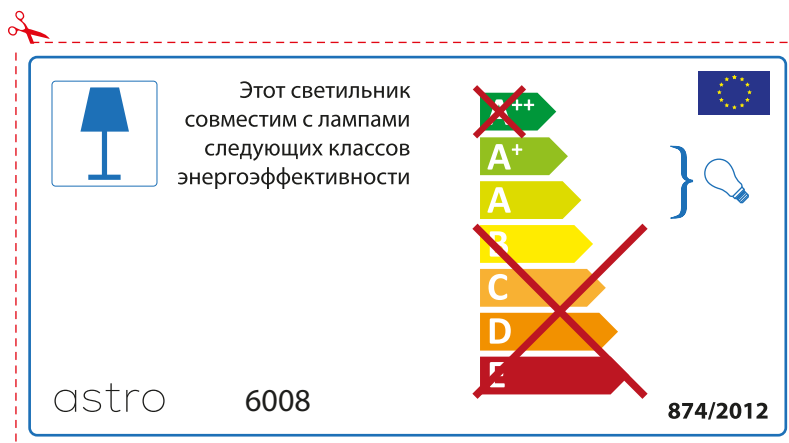 Этот светильник
совместим с лампами
следующих классов
энергоэффективности
A++
A+
A
B
C
D
E
astro
6008
874/2012